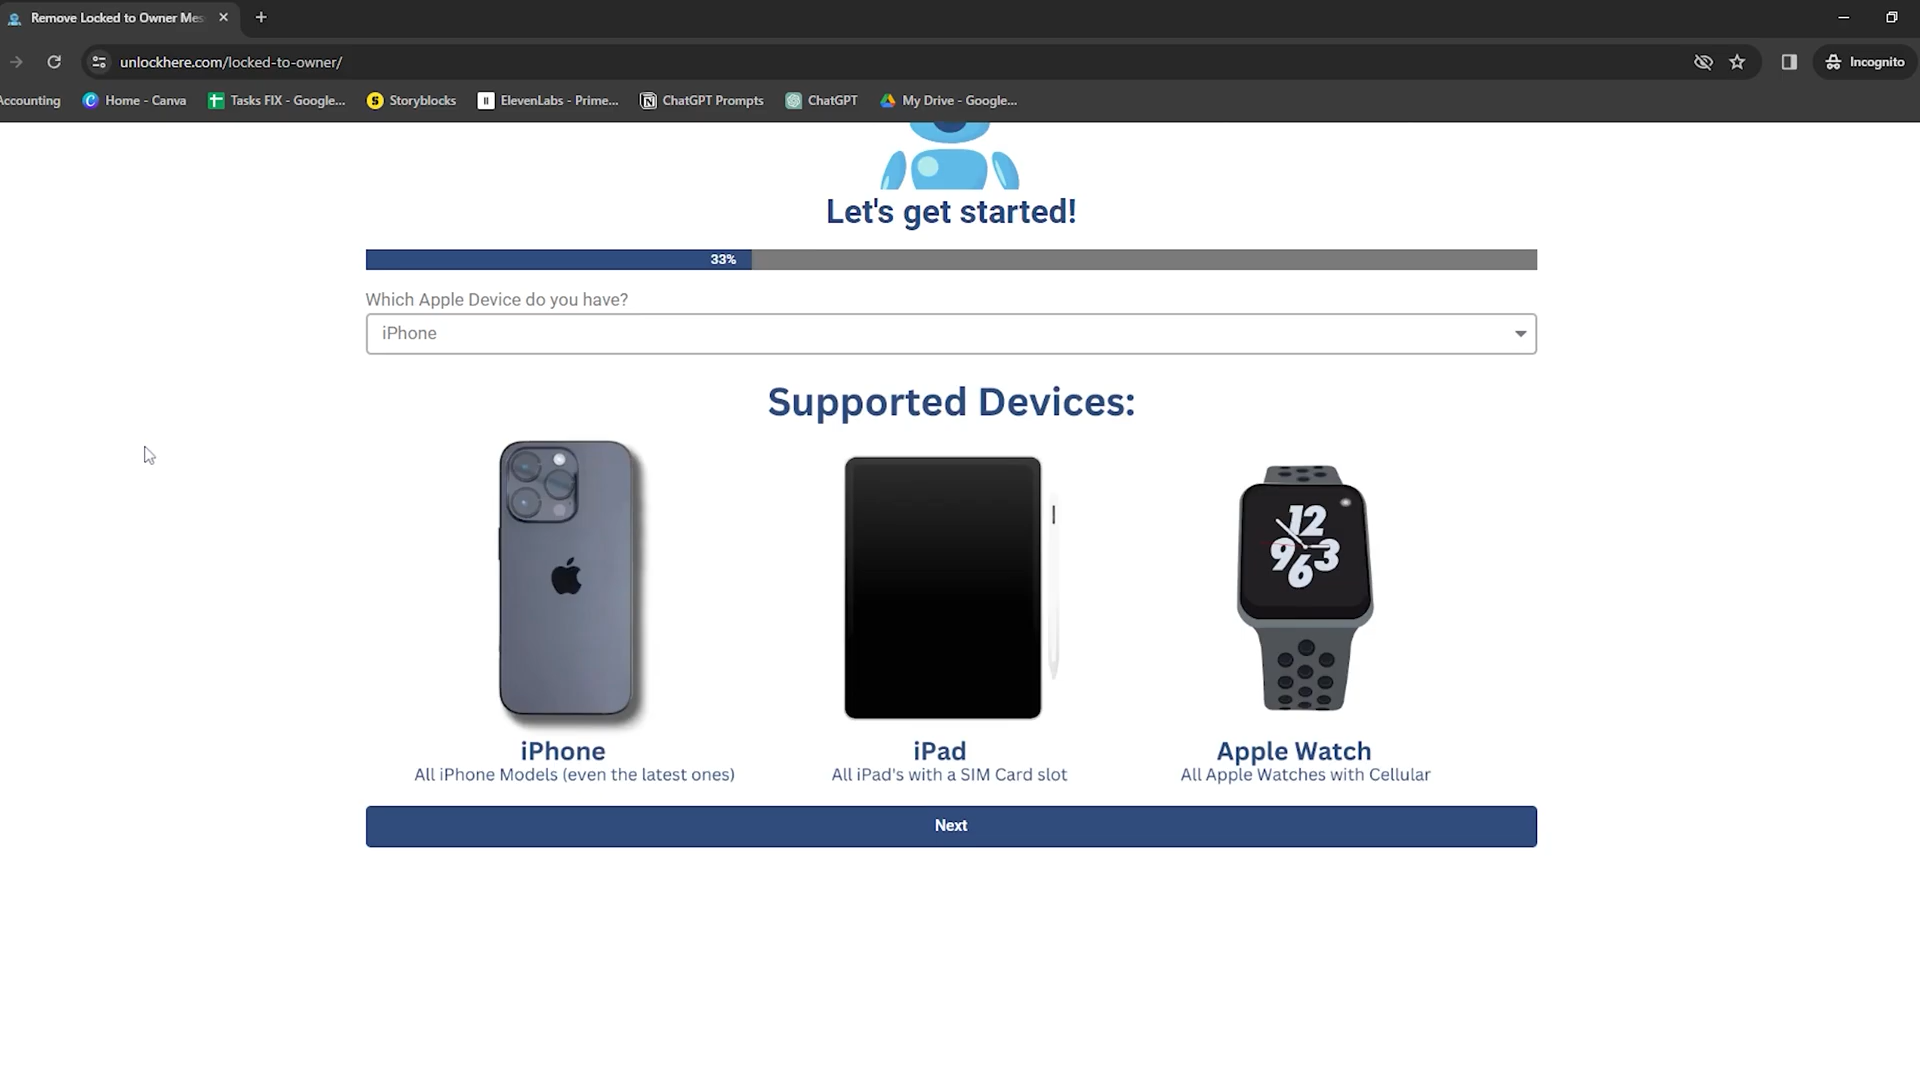 Remove Locked to Owner Mes
unlockhere.com/locked-to-owner/
Incognito
Accounting
Home - Canva
Tasks FIX - Google...
Storyblocks
ElevenLabs - Prime...
ChatGPT Prompts
ChatGPT
My Drive - Google...
Let's get started!
33%
Which Apple Device do you have?
iPhone
Supported Devices:
12
9 3
6
iPhone
iPad
Apple Watch
All iPhone Models (even the latest ones)
All iPad's with a SIM Card slot
All Apple Watches with Cellular
Next